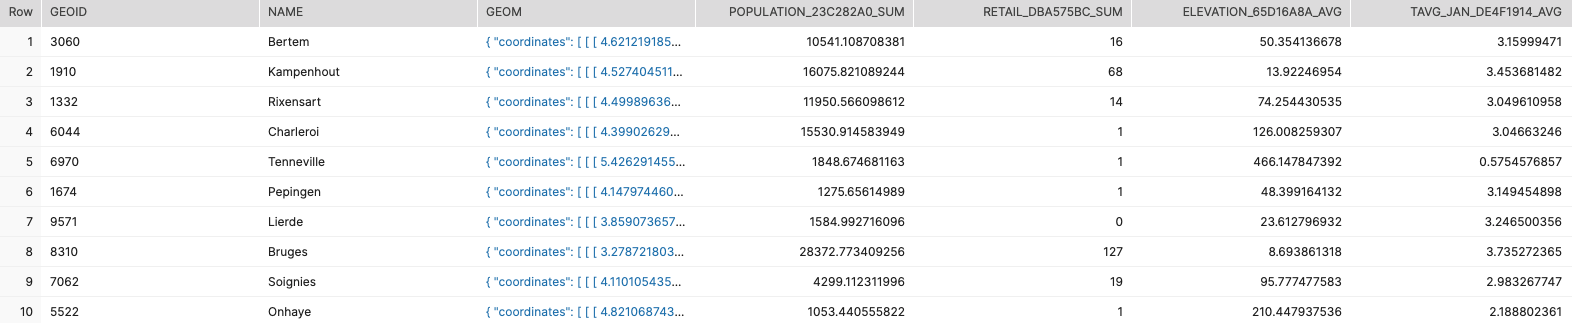 Row GEOID NAME GEOM POPULATION_23C282A0_SUM RETAIL_DBA575BC_SUM ELEVATION_65D16A8A_AVG TAVG_JAN_DE4F1914_AVG
1 3060 Bertem { "coordinates": [ [ [ 4.621219185... 10541.108708381 16 50.354136678 3.15999471
2 1910 Kampenhout { "coordinates": [ [ [ 4.527404511... 16075.821089244 68 13.92246954 3.453681482
3 1332 Rixensart { "coordinates": [ [ [ 4.49989636... 11950.566098612 14 74.254430535 3.049610958
4 6044 Charleroi { "coordinates": [ [ [ 4.39902629... 15530.914583949 1 126.008259307 3.04663246
5 6970 Tenneville { "coordinates": [ [ [ 5.426291455... 1848.674681163 1 466.147847392 0.5754576857
6 1674 Pepingen { "coordinates": [ [ [ 4.147974460... 1275.65614989 1 48.399164132 3.149454898
7 9571 Lierde { "coordinates": [ [ [ 3.859073657... 1584.992716096 0 23.612796932 3.246500356
8 8310 Bruges { "coordinates": [ [ [ 3.278721803... 28372.773409256 127 8.693861318 3.735272365
9 7062 Soignies { "coordinates": [ [ [ 4.110105435... 4299.112311996 19 95.777477583 2.983267747
10 5522 Onhaye { "coordinates": [ [ [ 4.821068743... 1053.440555822 1 210.447937536 2.188802361